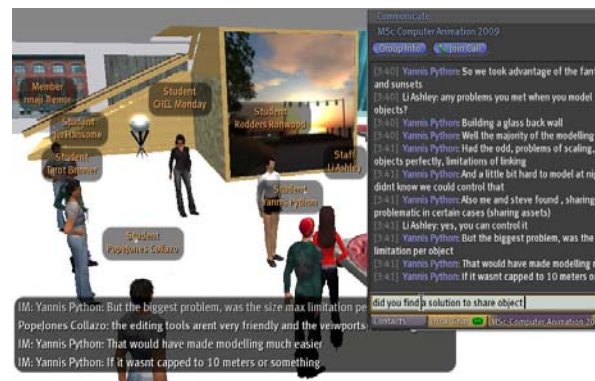 Member
Student
CHEL Monday
Student
Student
Rodders Ronwood
Student
Staff
Li Ashley
Student
Yannis Python
Student
PopeJones Collazo
IM: Yannis Python: But the biggest problem, was the size max limitation pe
PopeJones Collazo: the editing tools arent very friendly and the veiwports
IM: Yannis Python: That would have made modelling much easier
IM: Yannis Python: If it wasnt capped to 10 meters or something
Communicate
MSc Computer Animation 2009
Group Info
Join Call
[3:40] Yannis Python: So we took advantage of the fant
and sunsets
[3:40] Li Ashley: any problems you met when you model
objects?
[3:40] Yannis Python: Building a glass back wall
[3:40] Yannis Python: Well the majority of the modelling
[3:41] Yannis Python: Had the odd, problems of scaling,
objects perfectly, limitations of linking
[3:41] Yannis Python: And a little bit hard to model at nig
didnt know we could control that
[3:41] Yannis Python: Also me and steve found , sharing
problematic in certain cases (sharing assets)
[3:41] Li Ashley: yes, you can control it
[3:41] Yannis Python: But the biggest problem, was the
limitation per object
[3:41] Yannis Python: That would have made modelling m
[3:41] Yannis Python: If it wasnt capped to 10 meters or
did you find a solution to share object
Contacts
MSc Computer Animation 20